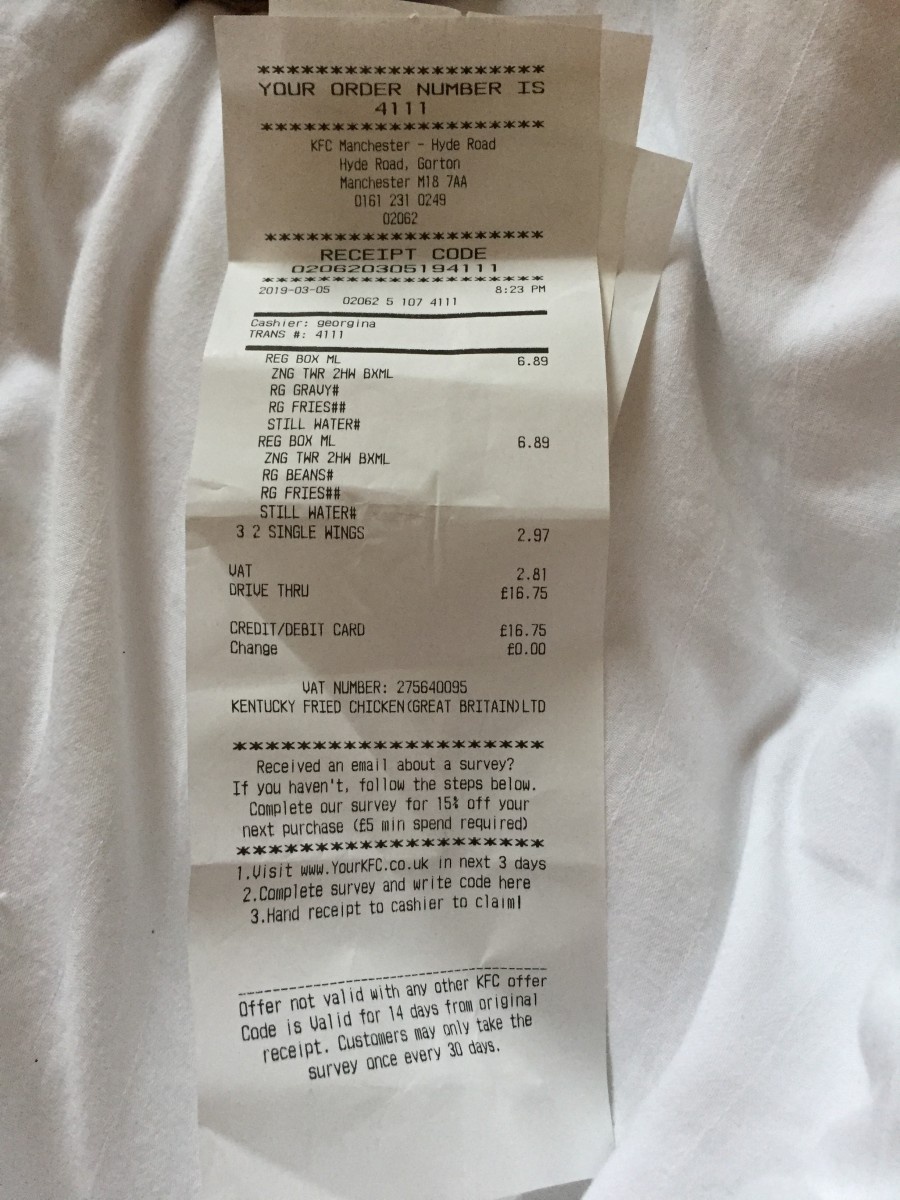 ********************
YOUR ORDER NUMBER IS
4111
********************
KFC Manchester - Hyde Road
Hyde Road, Gorton
Manchester M18 7AA
0161 231 0249
02062
********************
RECEIPT CODE
0206203051941 11
********************
2019-03-05 8:23 PM
02062 5 107 4111
Cashier: georgina
TRANS #: 4111
REG BOX ML 6.89
ZNG TWR 2HW BXML
RG GRAVY#
RG FRIES##
STILL WATER#
REG BOX ML 6.89
ZNG TWR 2HW BXML
RG BEANS#
RG FRIES##
STILL WATER#
3 2 SINGLE WINGS 2.97
VAT 2.81
DRIVE THRU £16.75
CREDIT/DEBIT CARD £16.75
Change £0.00
VAT NUMBER: 275640095
KENTUCKY FRIED CHICKEN(GREAT BRITAIN)LTD
********************
Received an email about a survey?
If you haven't, follow the steps below.
Complete our survey for 15% off your
next purchase (£5 min spend required)
********************
1.Visit www.YourKFC.co.uk in next 3 days
2.Complete survey and write code here
3.Hand receipt to cashier to claim!
Offer not valid with any other KFC offer
Code is Valid for 14 days from original
receipt. Customers may only take the
survey once every 30 days.